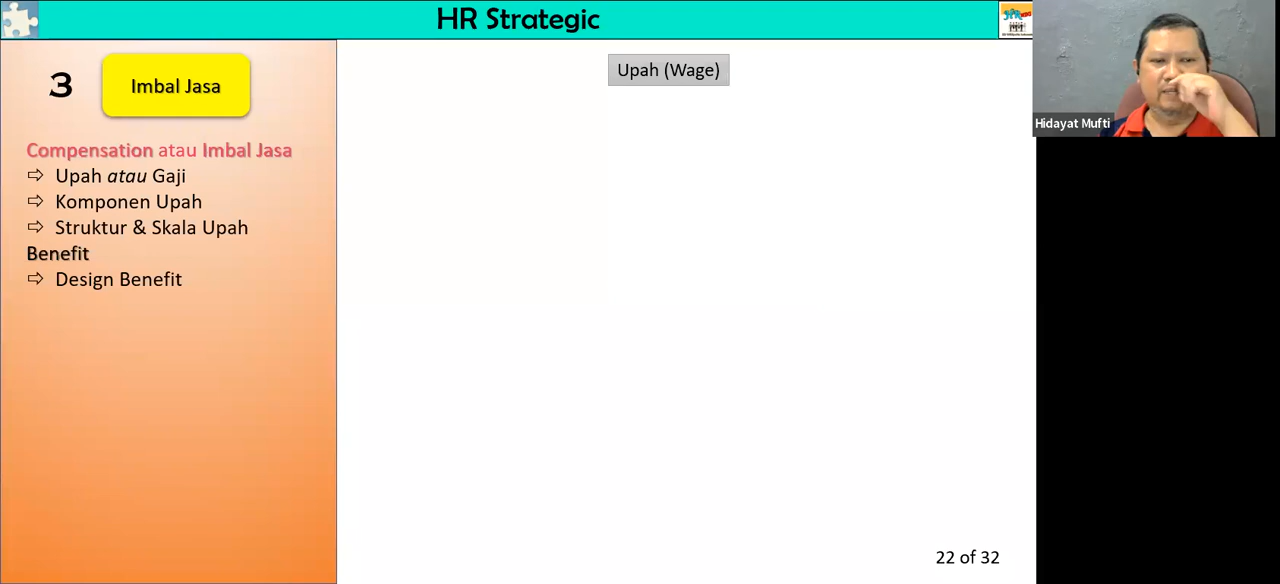 HR Strategic
3
Imbal Jasa
Compensation atau Imbal Jasa
⇨ Upah atau Gaji
⇨ Komponen Upah
⇨ Struktur & Skala Upah
Benefit
⇨ Design Benefit
Upah (Wage)
22 of 32
Hidayat Mufti